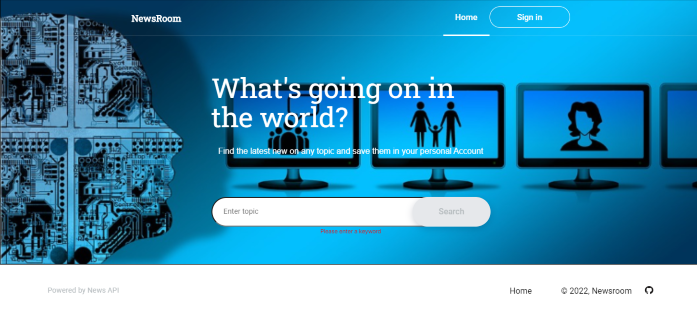 NewsRoom
Home
Sign in
What's going on in
the world?
Find the latest new on any topic and save them in your personal Account
Enter topic
Search
Please enter a keyword
Powered by News API
Home
© 2022, Newsroom